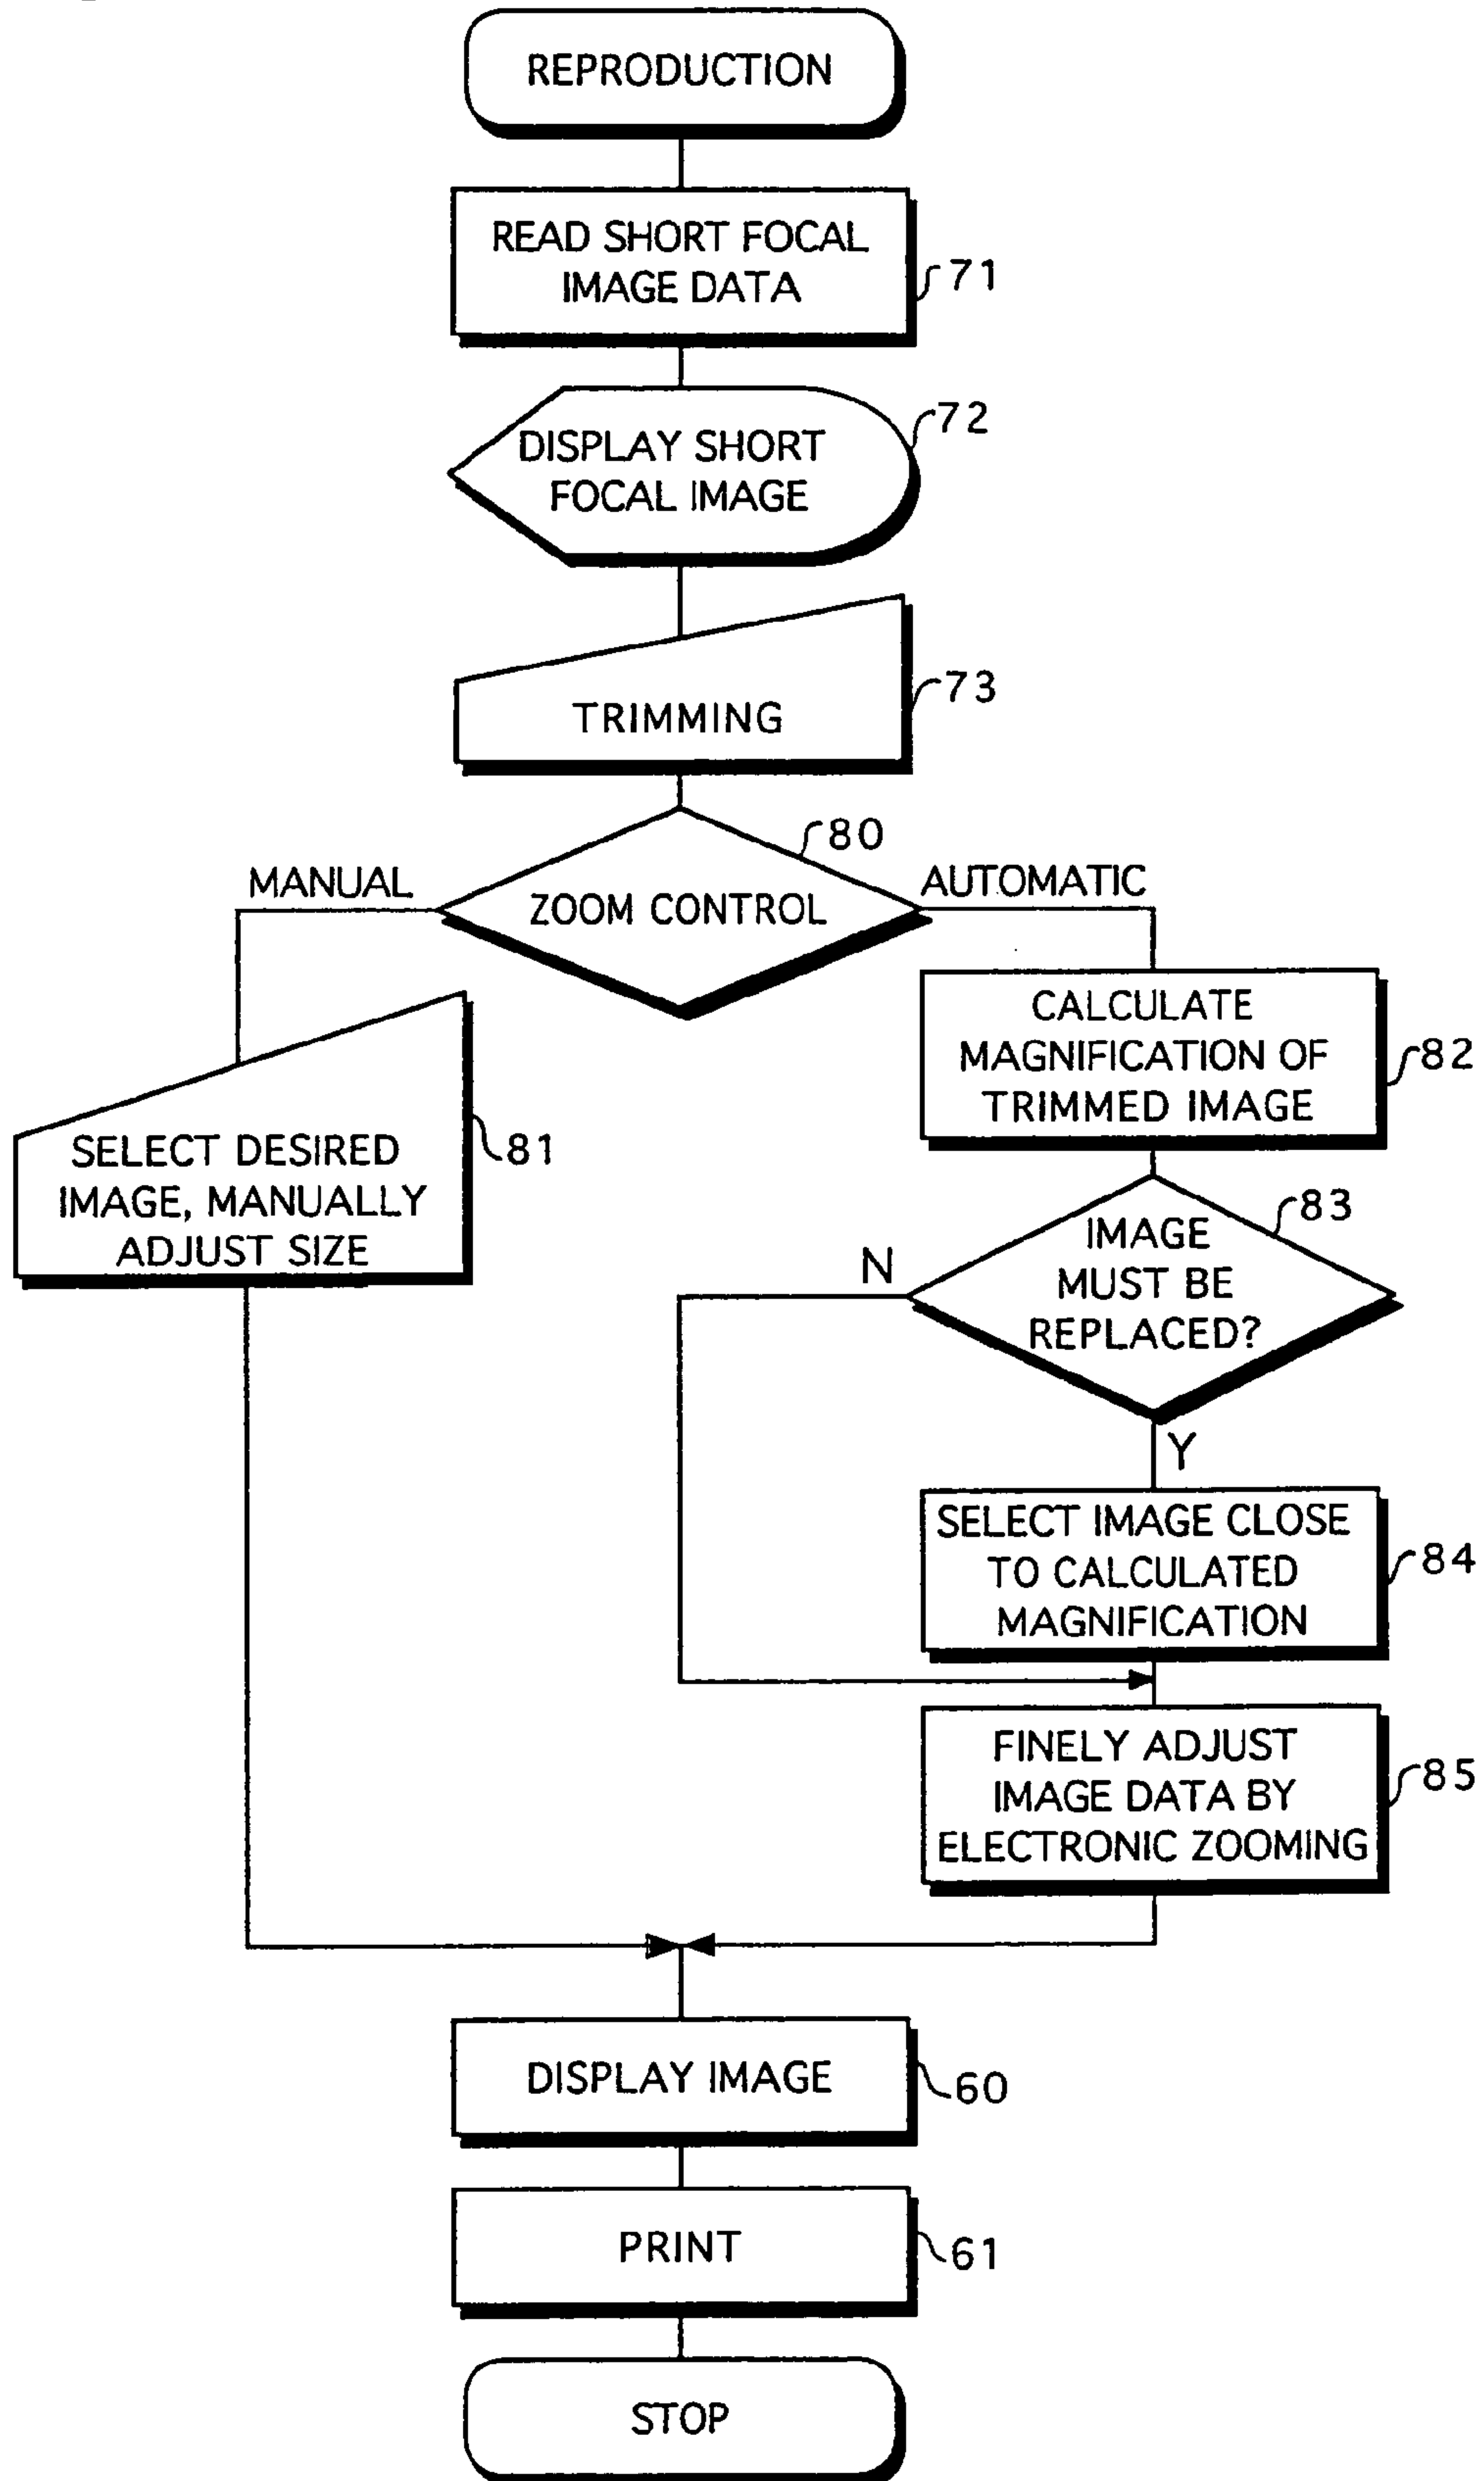 REPRODUCTION
READ SHORT FOCAL
IMAGE DATA
71
DISPLAY SHORT
FOCAL IMAGE
72
TRIMMING
73
ZOOM CONTROL
80
MANUAL
AUTOMATIC
SELECT DESIRED
IMAGE, MANUALLY
ADJUST SIZE
81
CALCULATE
MAGNIFICATION OF
TRIMMED IMAGE
82
IMAGE
MUST BE
REPLACED?
83
N
Y
SELECT IMAGE CLOSE
TO CALCULATED
MAGNIFICATION
84
FINELY ADJUST
IMAGE DATA BY
ELECTRONIC ZOOMING
85
DISPLAY IMAGE
60
PRINT
61
STOP